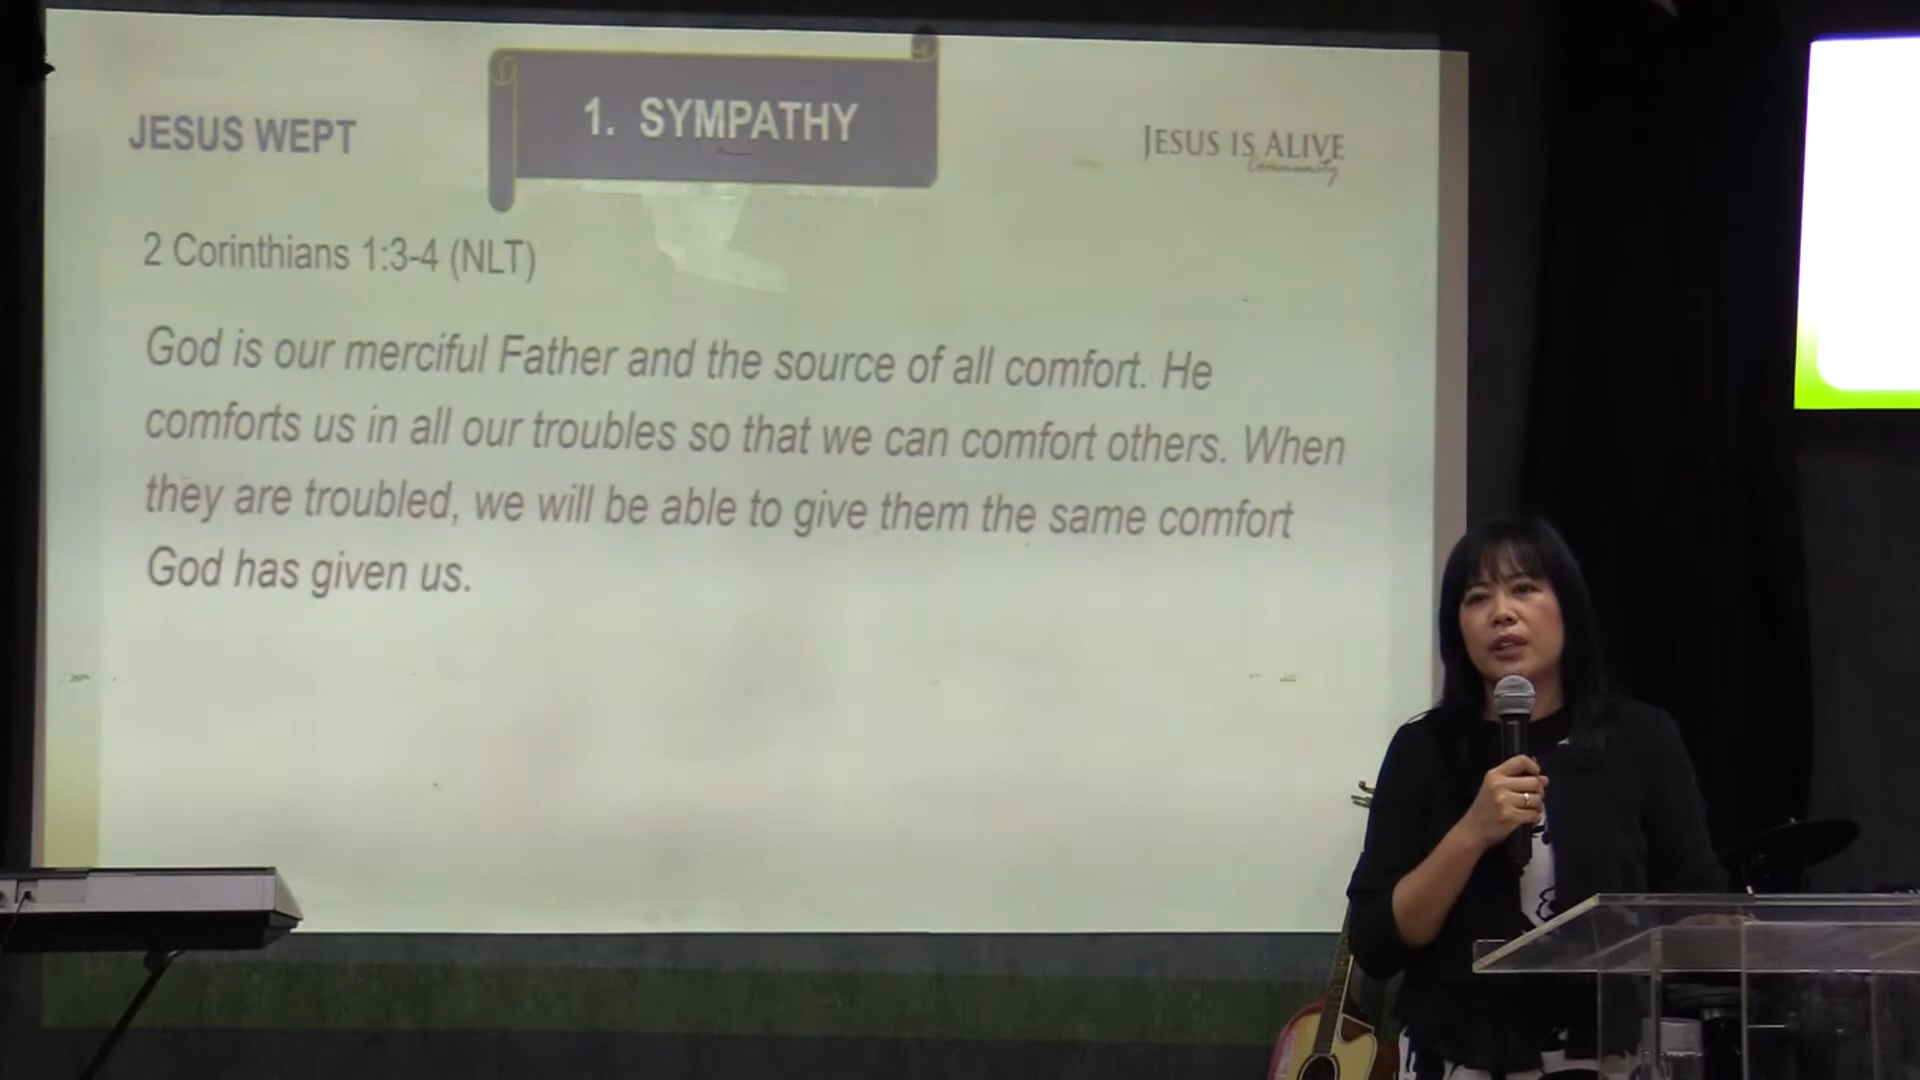 JESUS WEPT
1. SYMPATHY
JESUS IS ALIVE
Community
2 Corinthians 1:3-4 (NLT)
God is our merciful Father and the source of all comfort. He
comforts us in all our troubles so that we can comfort others. When
they are troubled, we will be able to give them the same comfort
God has given us.